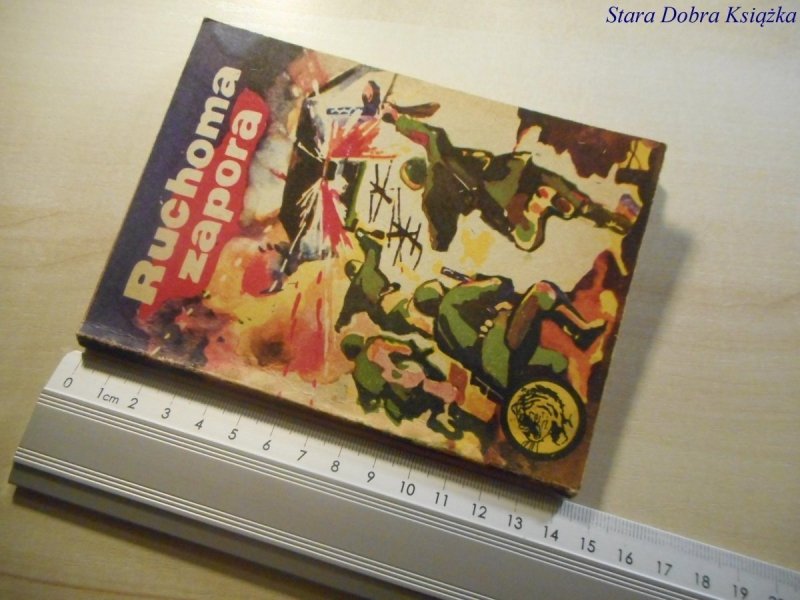 Stara Dobra Książka
Ruchoma
zapora
0 1cm 2 3 4 5 6 7 8 9 10 11 12 13 14 15 16 17 18 19